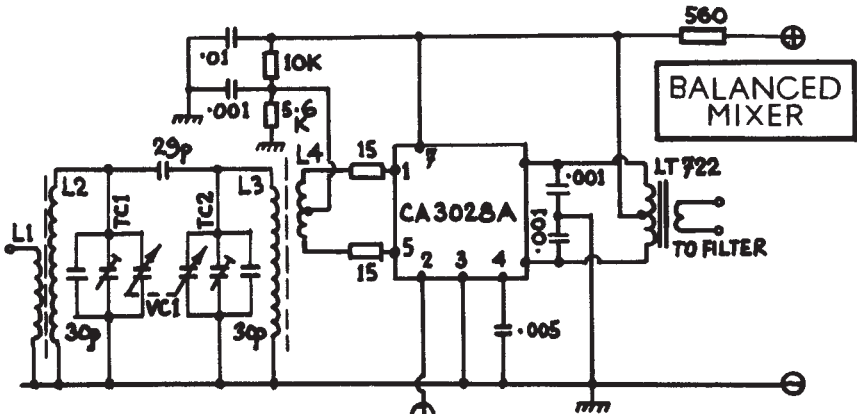 560
.01
10K
.001
5.6
K
BALANCED
MIXER
29p
L4
15
7
L2
TC1
TC2
L3
1
.001
LT722
L1
CA3028A
.001
5
TO FILTER
2
3
4
15
VC1
30p
30p
.005